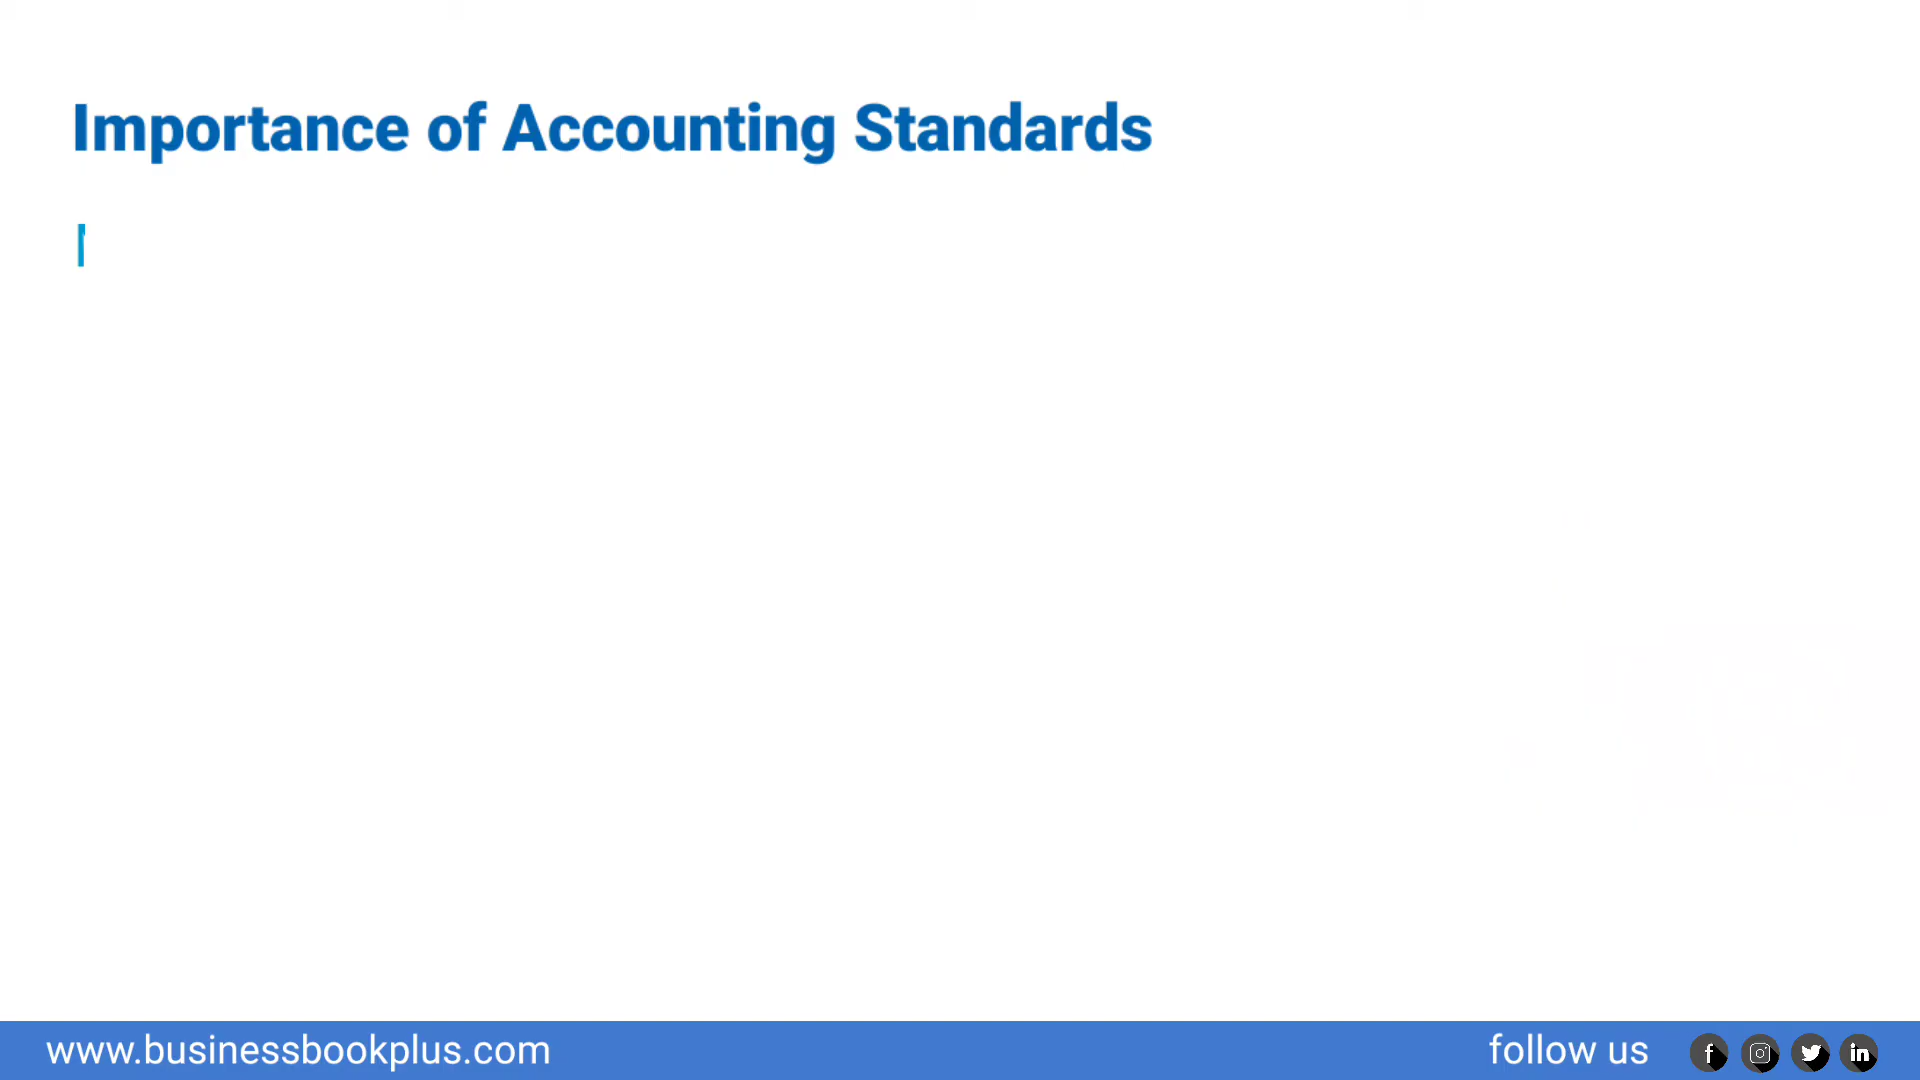 Importance of Accounting Standards
www.businessbookplus.com
follow us